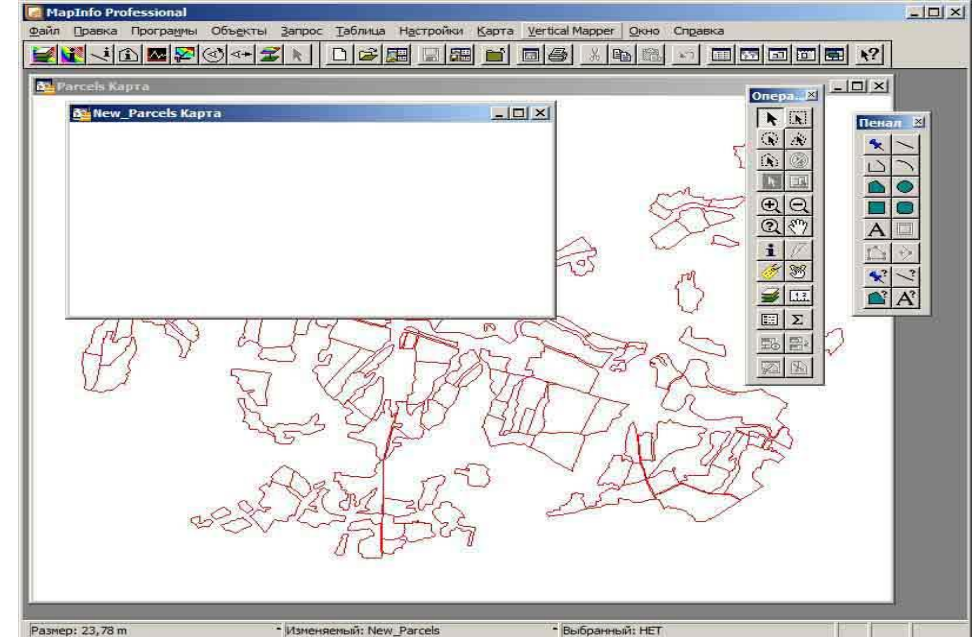 MapInfo Professional
Файл Правка Программы Объекты Запрос Таблица Настройки Карта Vertical Mapper Окно Справка
Parcels Карта
New_Parcels Карта
Опера...
Пенал
Размер: 23,78 m
Изменяемый: New_Parcels
Выбранный: НЕТ